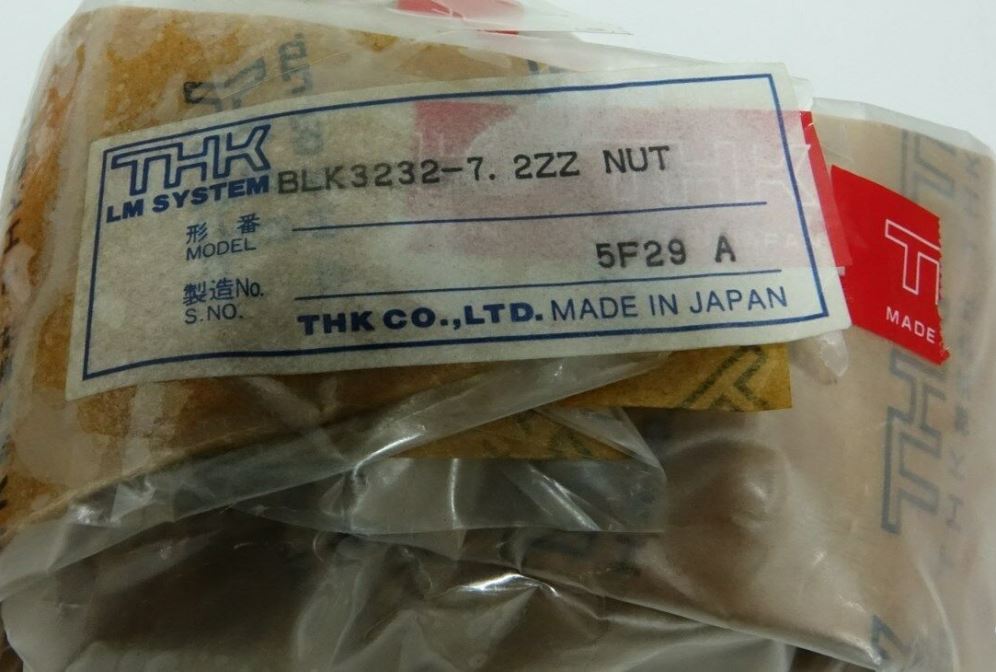 THK
LM SYSTEM
BLK3232-7. 2ZZ NUT
形 番
MODEL
5F29 A
製造No.
S.NO.
THK CO.,LTD. MADE IN JAPAN
MADE